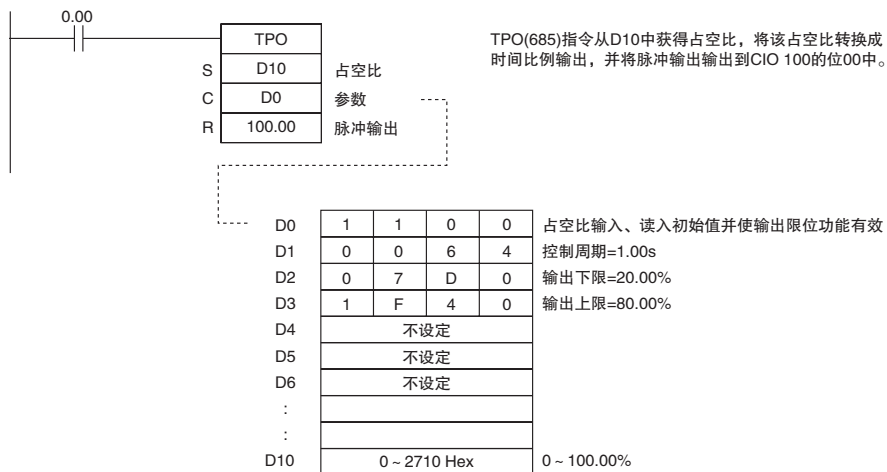 0.00
TPO
S D10 占空比
C D0 参数
R 100.00 脉冲输出
TPO(685)指令从D10中获得占空比，将该占空比转换成
时间比例输出，并将脉冲输出输出到CIO 100的位00中。
D0 1 1 0 0 占空比输入、读入初始值并使输出限位功能有效
D1 0 0 6 4 控制周期=1.00s
D2 0 7 D 0 输出下限=20.00%
D3 1 F 4 0 输出上限=80.00%
D4 不设定
D5 不设定
D6 不设定
:
:
D10 0 ~ 2710 Hex 0 ~ 100.00%